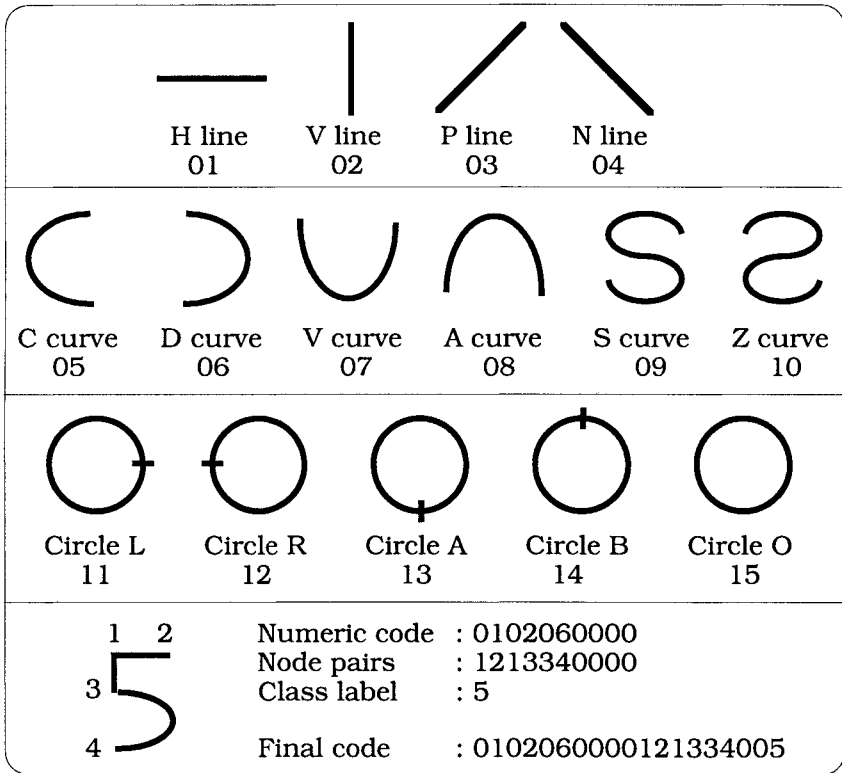 H line V line P line N line
01 02 03 04
C curve D curve V curve A curve S curve Z curve
05 06 07 08 09 10
Circle L Circle R Circle A Circle B Circle O
11 12 13 14 15
1 2 Numeric code : 0102060000
Node pairs : 1213340000
3 Class label : 5
4 Final code : 0102060000121334005